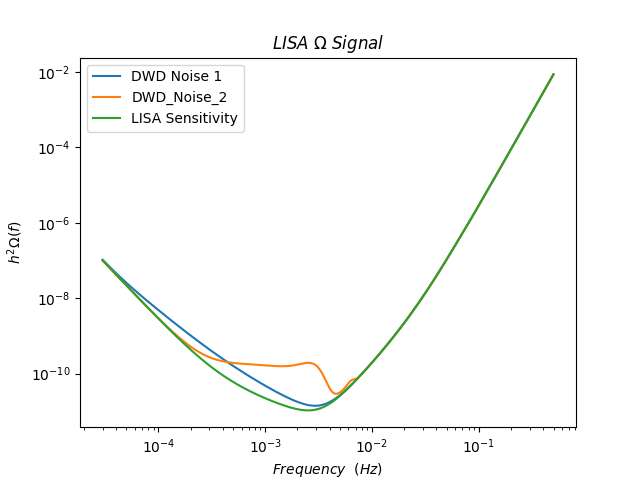 LISA Ω Signal
DWD Noise 1
DWD_Noise_2
LISA Sensitivity
h²Ω(f)
10⁻²
10⁻⁴
10⁻⁶
10⁻⁸
10⁻¹⁰
10⁻⁴ 10⁻³ 10⁻² 10⁻¹
Frequency (Hz)